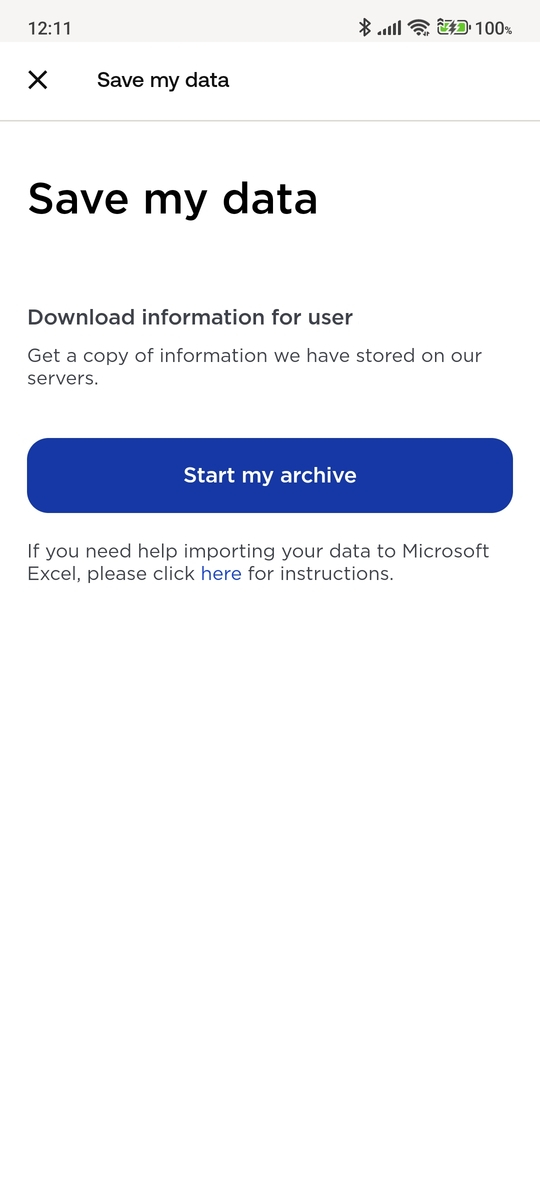 12:11
100%
Save my data
Save my data
Download information for user
Get a copy of information we have stored on our
servers.
Start my archive
If you need help importing your data to Microsoft
Excel, please click here for instructions.